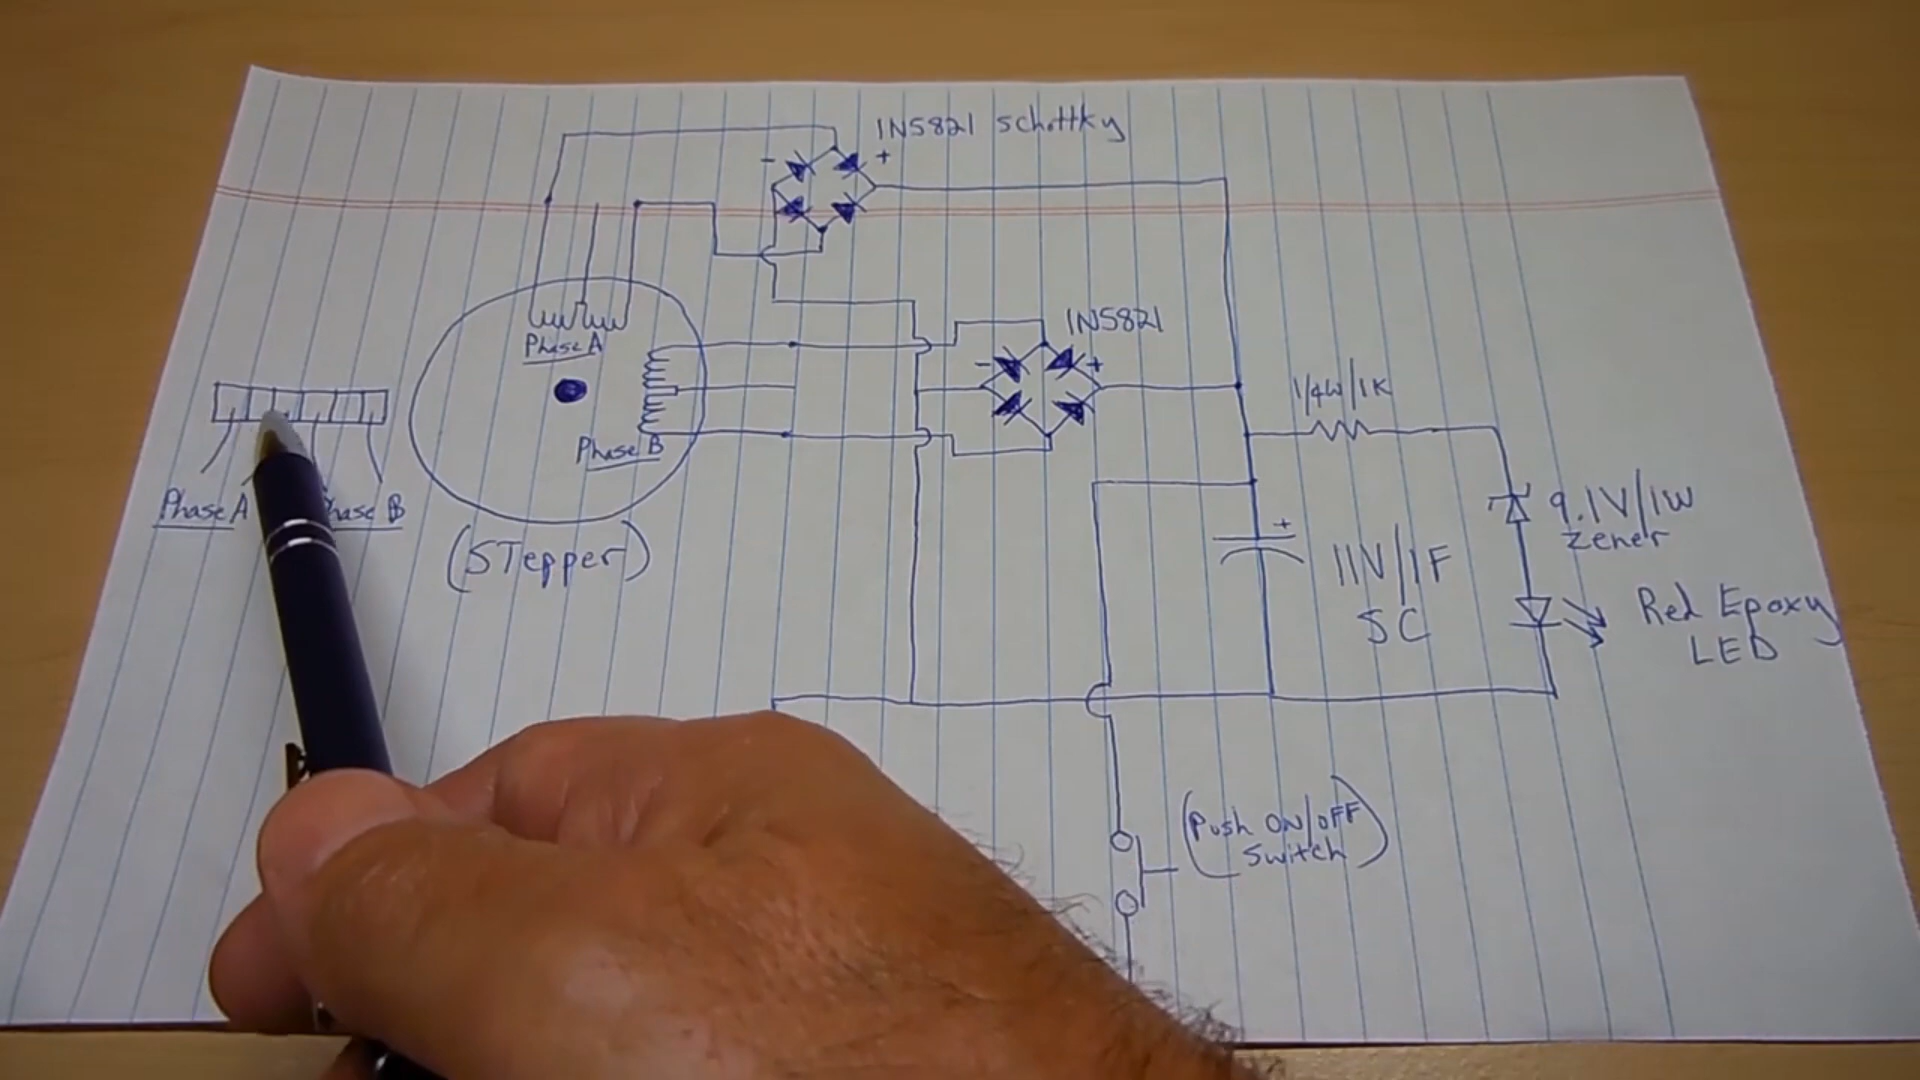 1N5821 Schottky
- +
Phase A
1N5821
- +
1/4W/1K
Phase B
Phase A
Phase B
(STepper)
9.1V/1W
Zener
+
11V/1F
SC
Red Epoxy
LED
(Push ON/OFF
Switch)